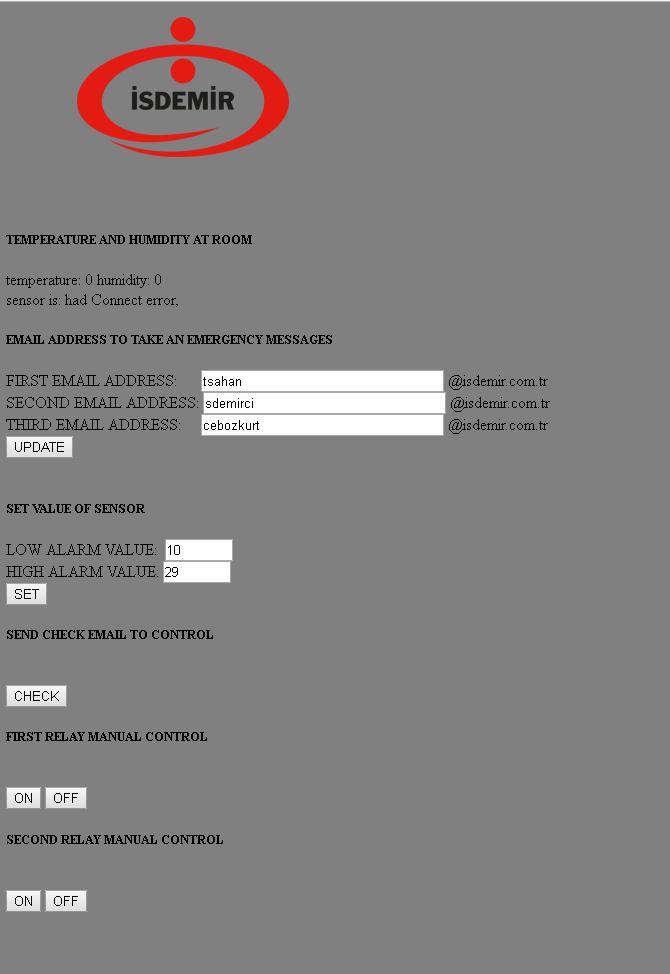 İSDEMİR
TEMPERATURE AND HUMIDITY AT ROOM
temperature: 0 humidity: 0
sensor is: had Connect error,
EMAIL ADDRESS TO TAKE AN EMERGENCY MESSAGES
FIRST EMAIL ADDRESS: tsahan @isdemir.com.tr
SECOND EMAIL ADDRESS: sdemirci @isdemir.com.tr
THIRD EMAIL ADDRESS: cebozkurt @isdemir.com.tr
UPDATE
SET VALUE OF SENSOR
LOW ALARM VALUE: 10
HIGH ALARM VALUE: 29
SET
SEND CHECK EMAIL TO CONTROL
CHECK
FIRST RELAY MANUAL CONTROL
ON OFF
SECOND RELAY MANUAL CONTROL
ON OFF